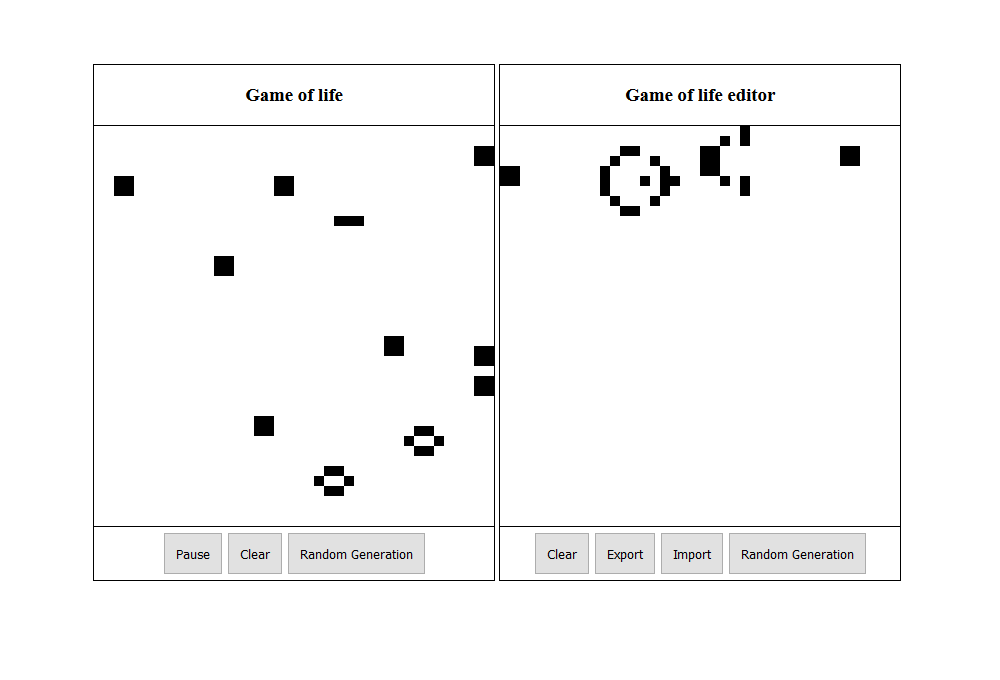 Game of life
Game of life editor
Pause Clear Random Generation
Clear Export Import Random Generation